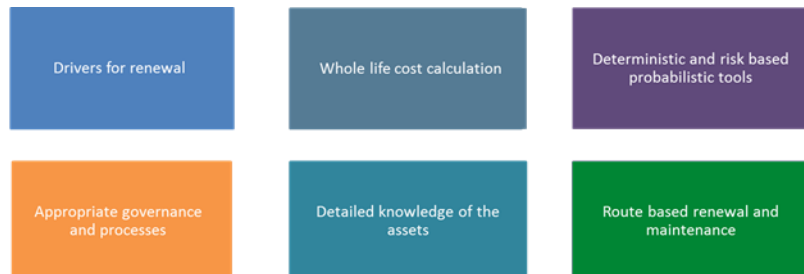 Drivers for renewal
Whole life cost calculation
Deterministic and risk based
probabilistic tools
Appropriate governance
and processes
Detailed knowledge of the
assets
Route based renewal and
maintenance